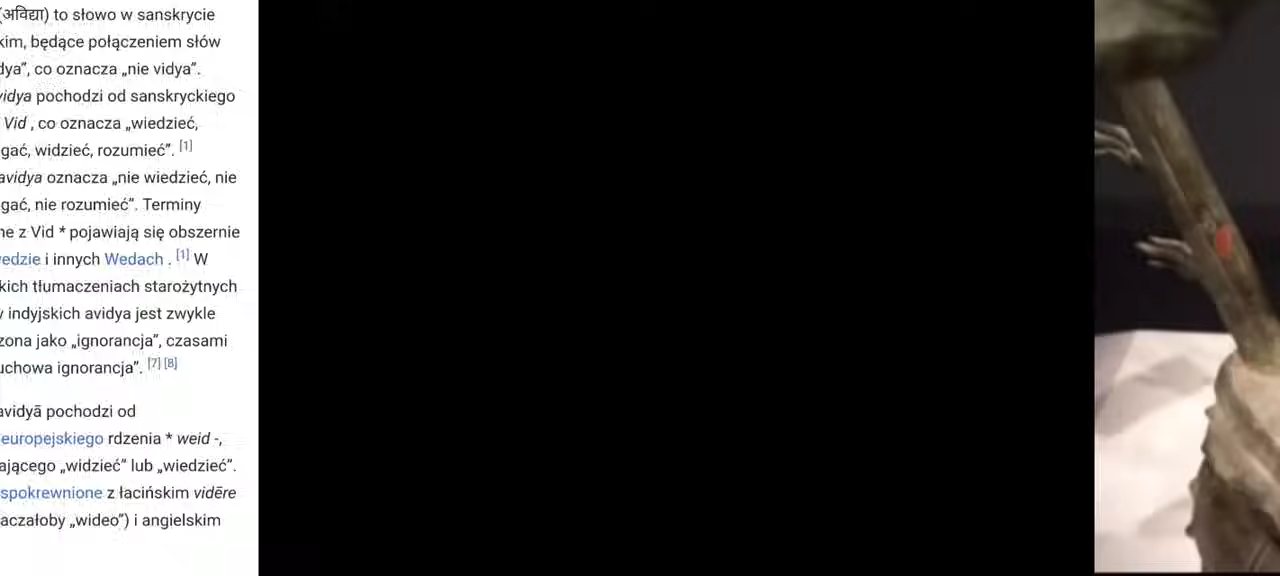 (अविद्या) to słowo w sanskrycie
kim, będące połączeniem słów
dya”, co oznacza „nie vidya”.
vidya pochodzi od sanskryckiego
Vid , co oznacza „wiedzieć,
gać, widzieć, rozumieć”. [1]
avidya oznacza „nie wiedzieć, nie
gać, nie rozumieć”. Terminy
ne z Vid * pojawiają się obszernie
edzie i innych Wedach . [1] W
kich tłumaczeniach starożytnych
w indyjskich avidya jest zwykle
zona jako „ignorancja”, czasami
uchowa ignorancja”. [7] [8]
avidyā pochodzi od
europejskiego rdzenia * weid -,
ającego „widzieć” lub „wiedzieć”.
spokrewnione z łacińskim vidēre
aczałoby „wideo”) i angielskim